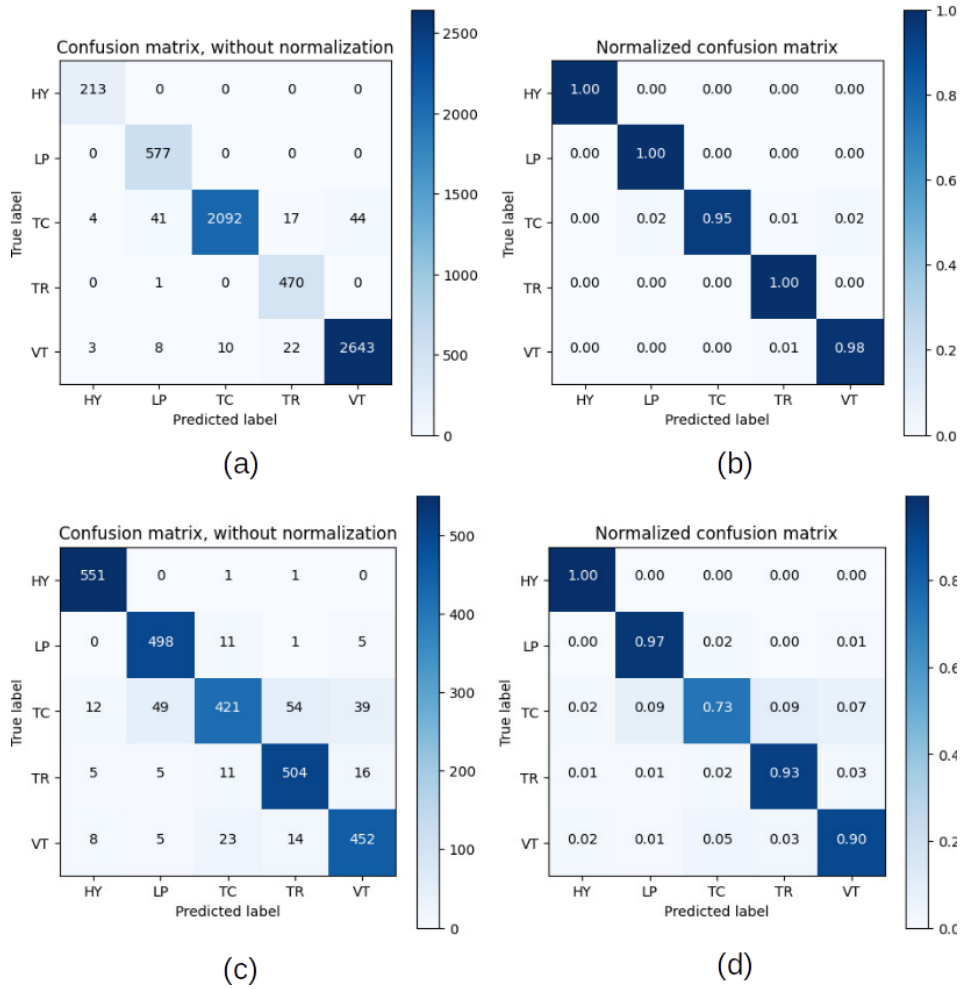 Confusion matrix, without normalization
HY 213 0 0 0 0
LP 0 577 0 0 0
TC 4 41 2092 17 44
TR 0 1 0 470 0
VT 3 8 10 22 2643
HY LP TC TR VT
True label
Predicted label
2500
2000
1500
1000
500
0
(a)
Normalized confusion matrix
HY 1.00 0.00 0.00 0.00 0.00
LP 0.00 1.00 0.00 0.00 0.00
TC 0.00 0.02 0.95 0.01 0.02
TR 0.00 0.00 0.00 1.00 0.00
VT 0.00 0.00 0.00 0.01 0.98
HY LP TC TR VT
True label
Predicted label
1.0
0.8
0.6
0.4
0.2
0.0
(b)
Confusion matrix, without normalization
HY 551 0 1 1 0
LP 0 498 11 1 5
TC 12 49 421 54 39
TR 5 5 11 504 16
VT 8 5 23 14 452
HY LP TC TR VT
True label
Predicted label
500
400
300
200
100
0
(c)
Normalized confusion matrix
HY 1.00 0.00 0.00 0.00 0.00
LP 0.00 0.97 0.02 0.00 0.01
TC 0.02 0.09 0.73 0.09 0.07
TR 0.01 0.01 0.02 0.93 0.03
VT 0.02 0.01 0.05 0.03 0.90
HY LP TC TR VT
True label
Predicted label
0.8
0.6
0.4
0.2
0.0
(d)